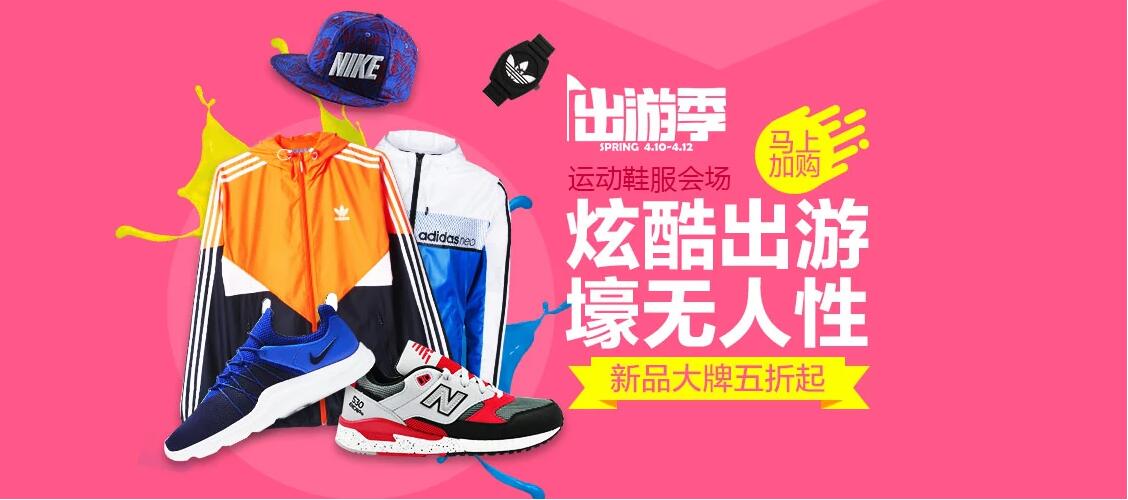 NIKE
出游季
SPRING 4.10-4.12
马上
加购
运动鞋服会场
炫酷出游
壕无人性
新品大牌五折起
adidas
neo
N
530